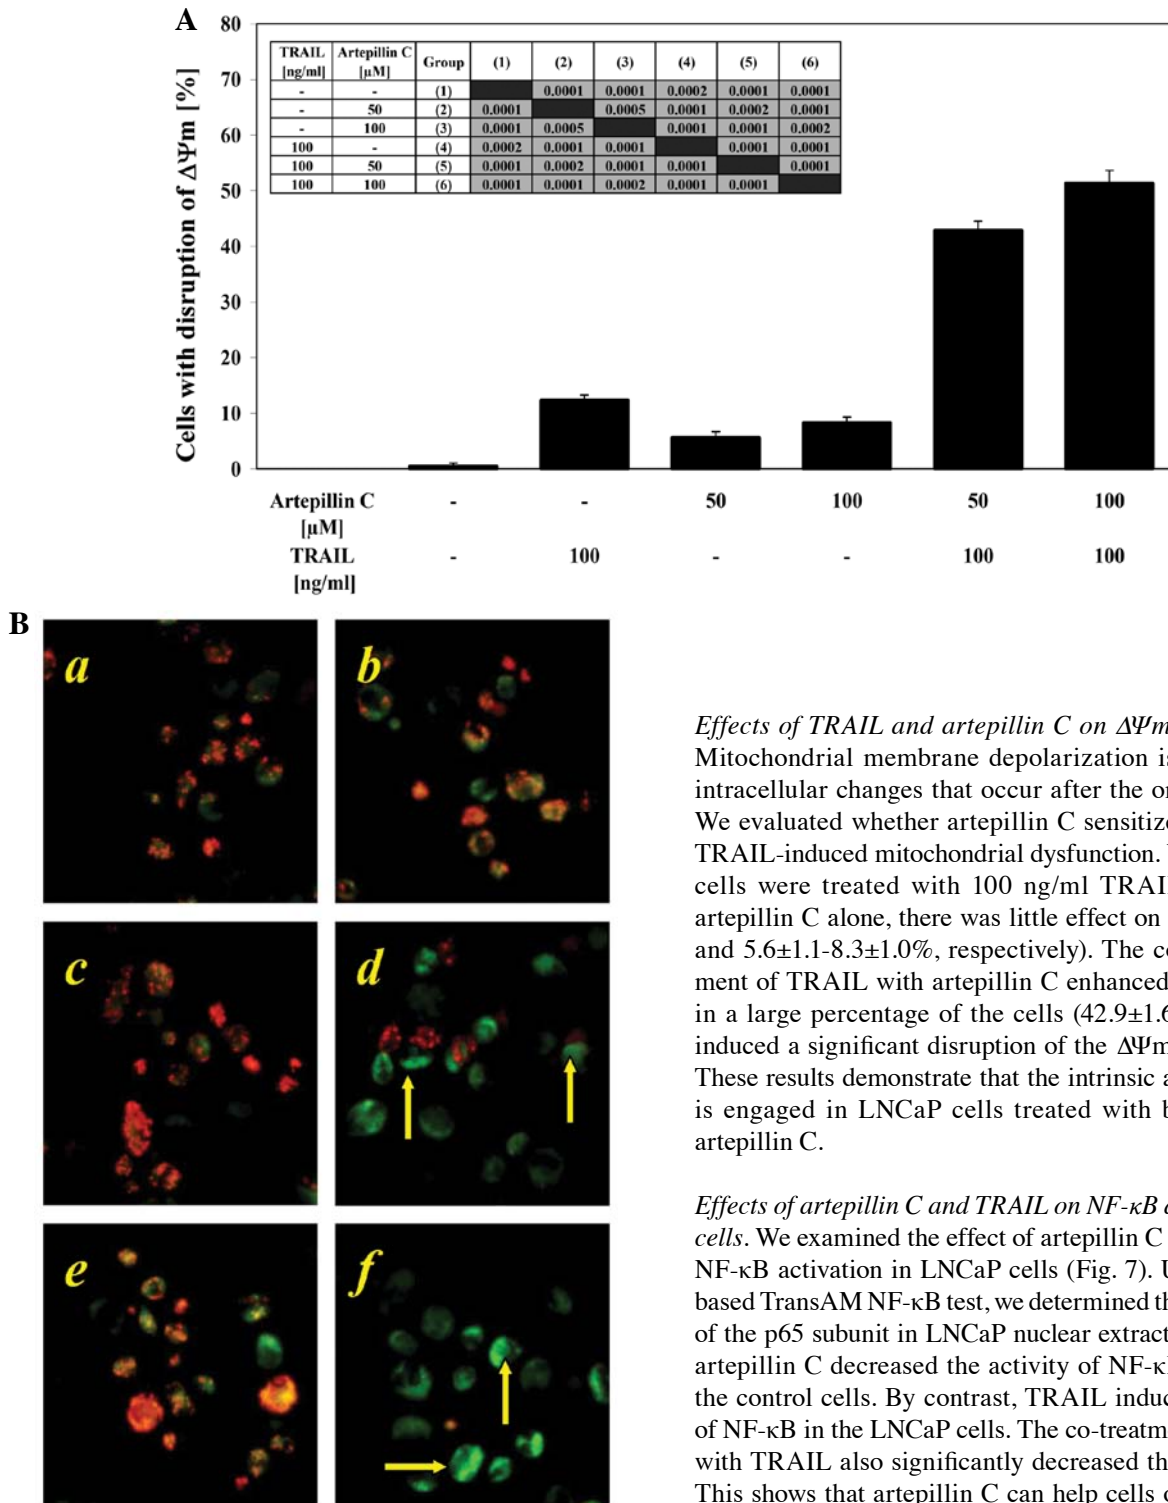 A
Cells with disruption of ΔΨm [%]
80
70
60
50
40
30
20
10
0
TRAIL [ng/ml] Artepillin C [µM] Group (1) (2) (3) (4) (5) (6)
- - (1) 0.0001 0.0001 0.0002 0.0001 0.0001
- 50 (2) 0.0001 0.0005 0.0001 0.0002 0.0001
- 100 (3) 0.0001 0.0005 0.0001 0.0001 0.0002
100 - (4) 0.0002 0.0001 0.0001 0.0001 0.0001
100 50 (5) 0.0001 0.0002 0.0001 0.0001 0.0001
100 100 (6) 0.0001 0.0001 0.0002 0.0001 0.0001
Artepillin C - - 50 100 50 100
[µM]
TRAIL - 100 - - 100 100
[ng/ml]
B
a
b
c
d
e
f
Effects of TRAIL and artepillin C on ΔΨm
Mitochondrial membrane depolarization is
intracellular changes that occur after the or
We evaluated whether artepillin C sensitize
TRAIL-induced mitochondrial dysfunction.
cells were treated with 100 ng/ml TRAI
artepillin C alone, there was little effect on
and 5.6±1.1-8.3±1.0%, respectively). The co
ment of TRAIL with artepillin C enhanced
in a large percentage of the cells (42.9±1.6
induced a significant disruption of the ΔΨm
These results demonstrate that the intrinsic a
is engaged in LNCaP cells treated with b
artepillin C.
Effects of artepillin C and TRAIL on NF-κB a
cells. We examined the effect of artepillin C
NF-κB activation in LNCaP cells (Fig. 7). U
based TransAM NF-κB test, we determined th
of the p65 subunit in LNCaP nuclear extract
artepillin C decreased the activity of NF-κ
the control cells. By contrast, TRAIL induc
of NF-κB in the LNCaP cells. The co-treatm
with TRAIL also significantly decreased th
This shows that artepillin C can help cells